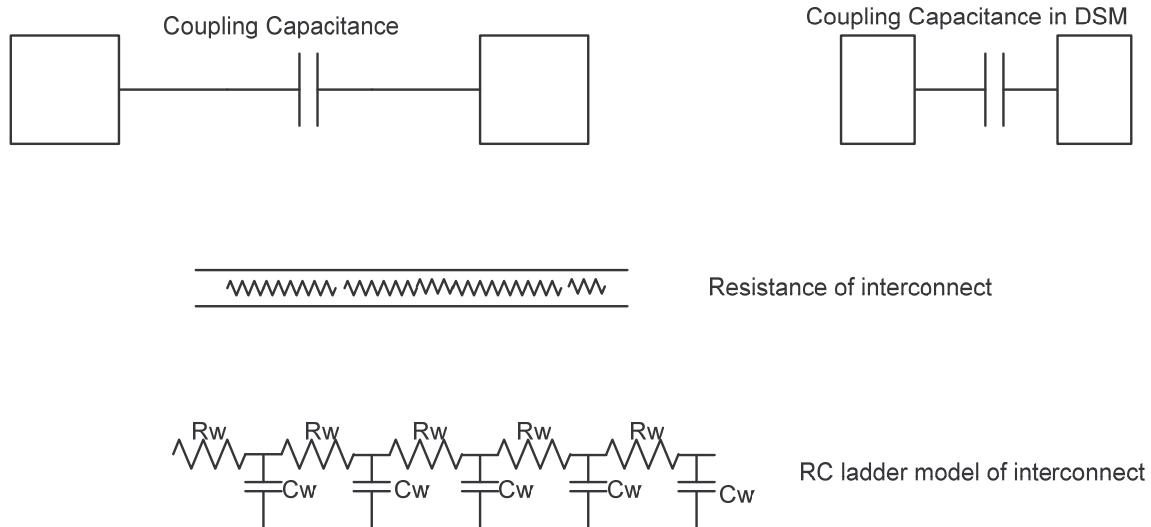 Coupling Capacitance
Coupling Capacitance in DSM
Resistance of interconnect
Rw Rw Rw Rw Rw
RC ladder model of interconnect
Cw Cw Cw Cw Cw